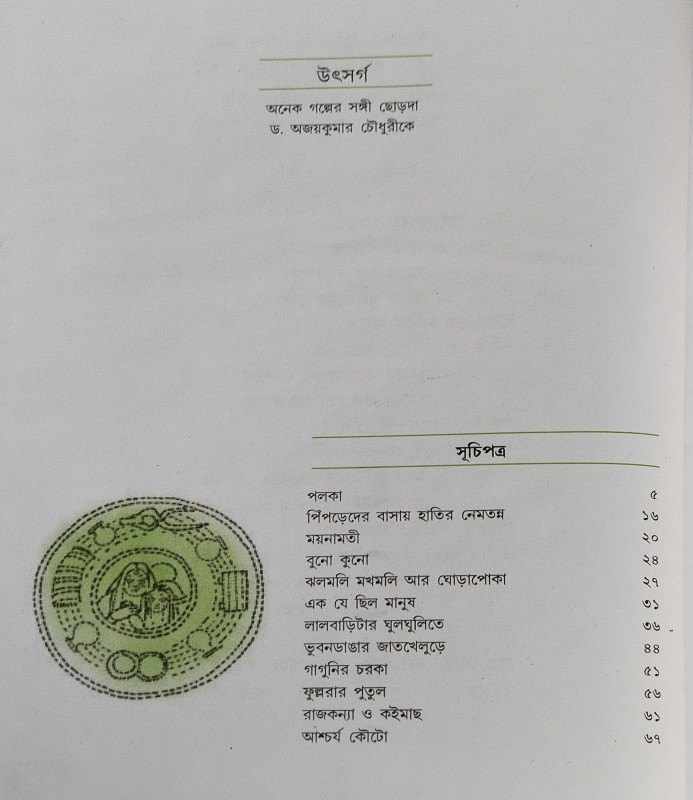 উৎসর্গ
অনেক গল্পের সঙ্গী ছোড়দা
ড. অজয়কুমার চৌধুরীকে
সূচিপত্র
পলকা ৫
পিঁপড়েদের বাসায় হাতির নেমতন্ন ১৬
ময়নামতী ২০
বুনো কুনো ২৪
ঝলমলি মখমলি আর ঘোড়াপোকা ২৭
এক যে ছিল মানুষ ৩১
লালবাড়িটার ঘুলঘুলিতে ৩৬
ভুবনডাঙার জাতখেলুড়ে ৪৪
গাগুনির চরকা ৫১
ফুল্লরার পুতুল ৫৬
রাজকন্যা ও কইমাছ ৬১
আশ্চর্য কৌটো ৬৭